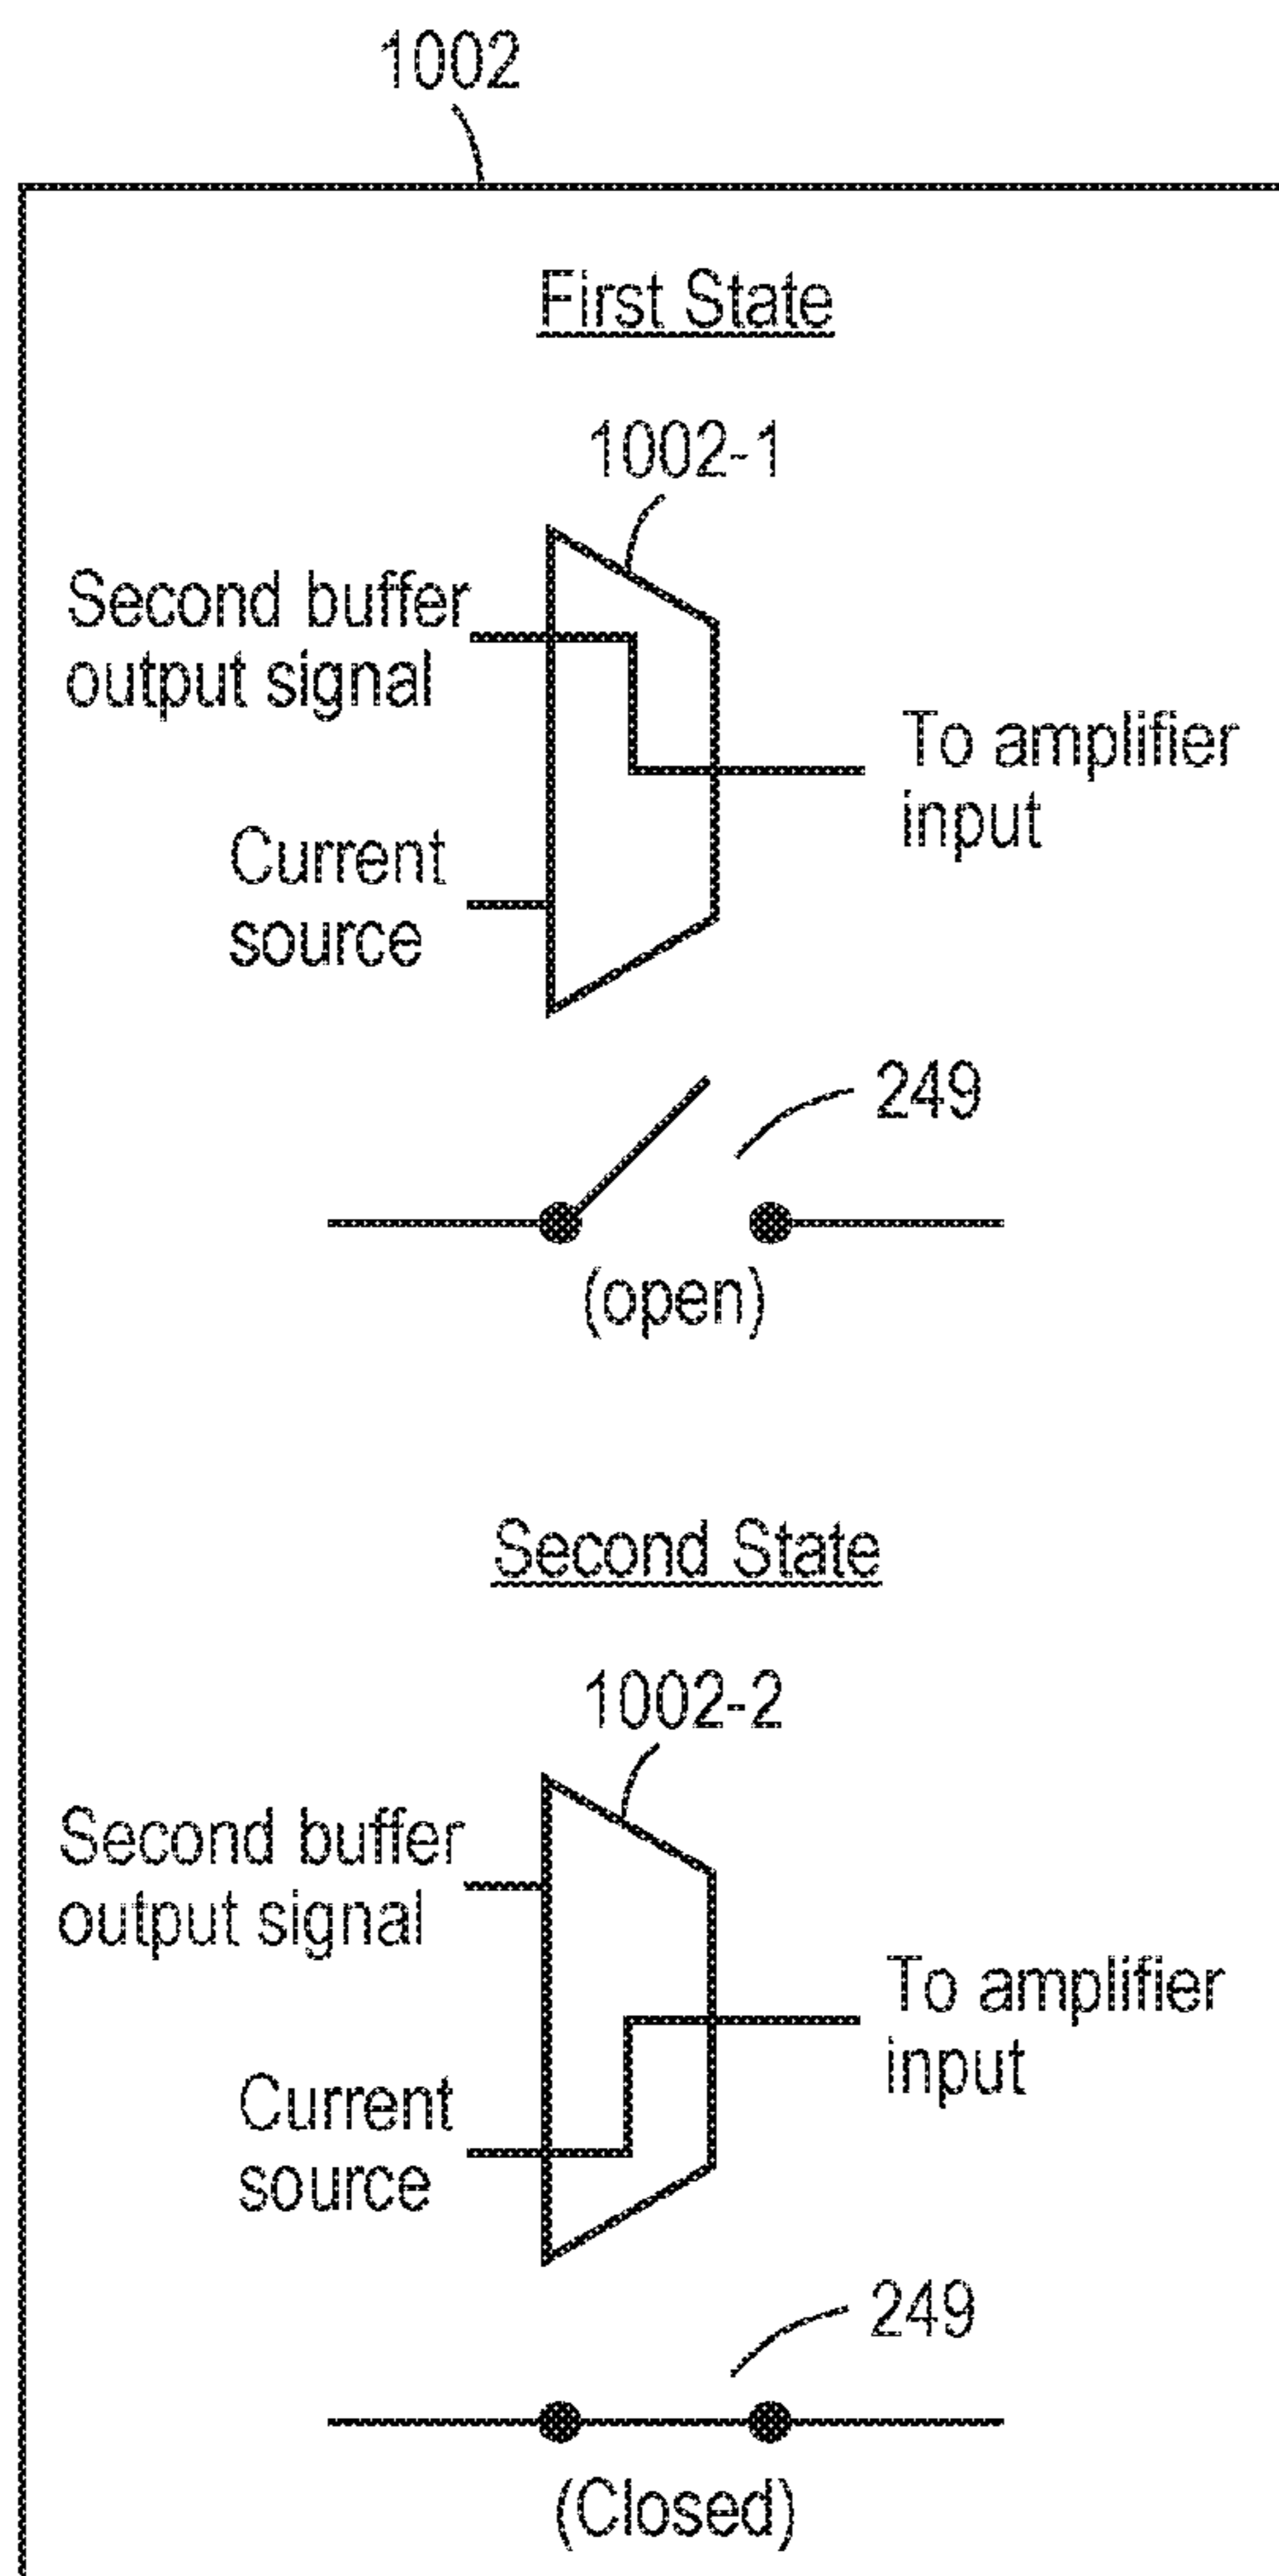 1002
First State
1002-1
Second buffer
output signal
To amplifier
input
Current
source
249
(open)
Second State
1002-2
Second buffer
output signal
To amplifier
input
Current
source
249
(Closed)